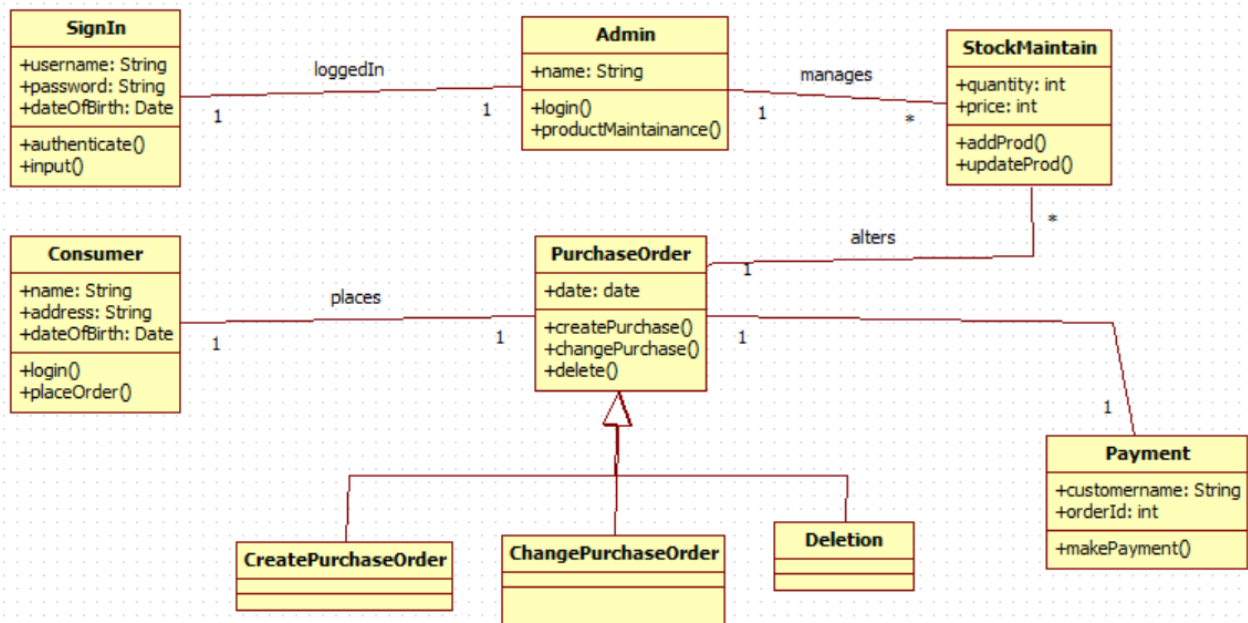 SignIn
+username: String
+password: String
+dateOfBirth: Date
+authenticate()
+input()
loggedIn
1
1
Admin
+name: String
+login()
+productMaintainance()
manages
1
*
StockMaintain
+quantity: int
+price: int
+addProd()
+updateProd()
*
alters
1
Consumer
+name: String
+address: String
+dateOfBirth: Date
+login()
+placeOrder()
places
1
1
PurchaseOrder
+date: date
+createPurchase()
+changePurchase()
+delete()
1
1
Payment
+customername: String
+orderId: int
+makePayment()
CreatePurchaseOrder
ChangePurchaseOrder
Deletion